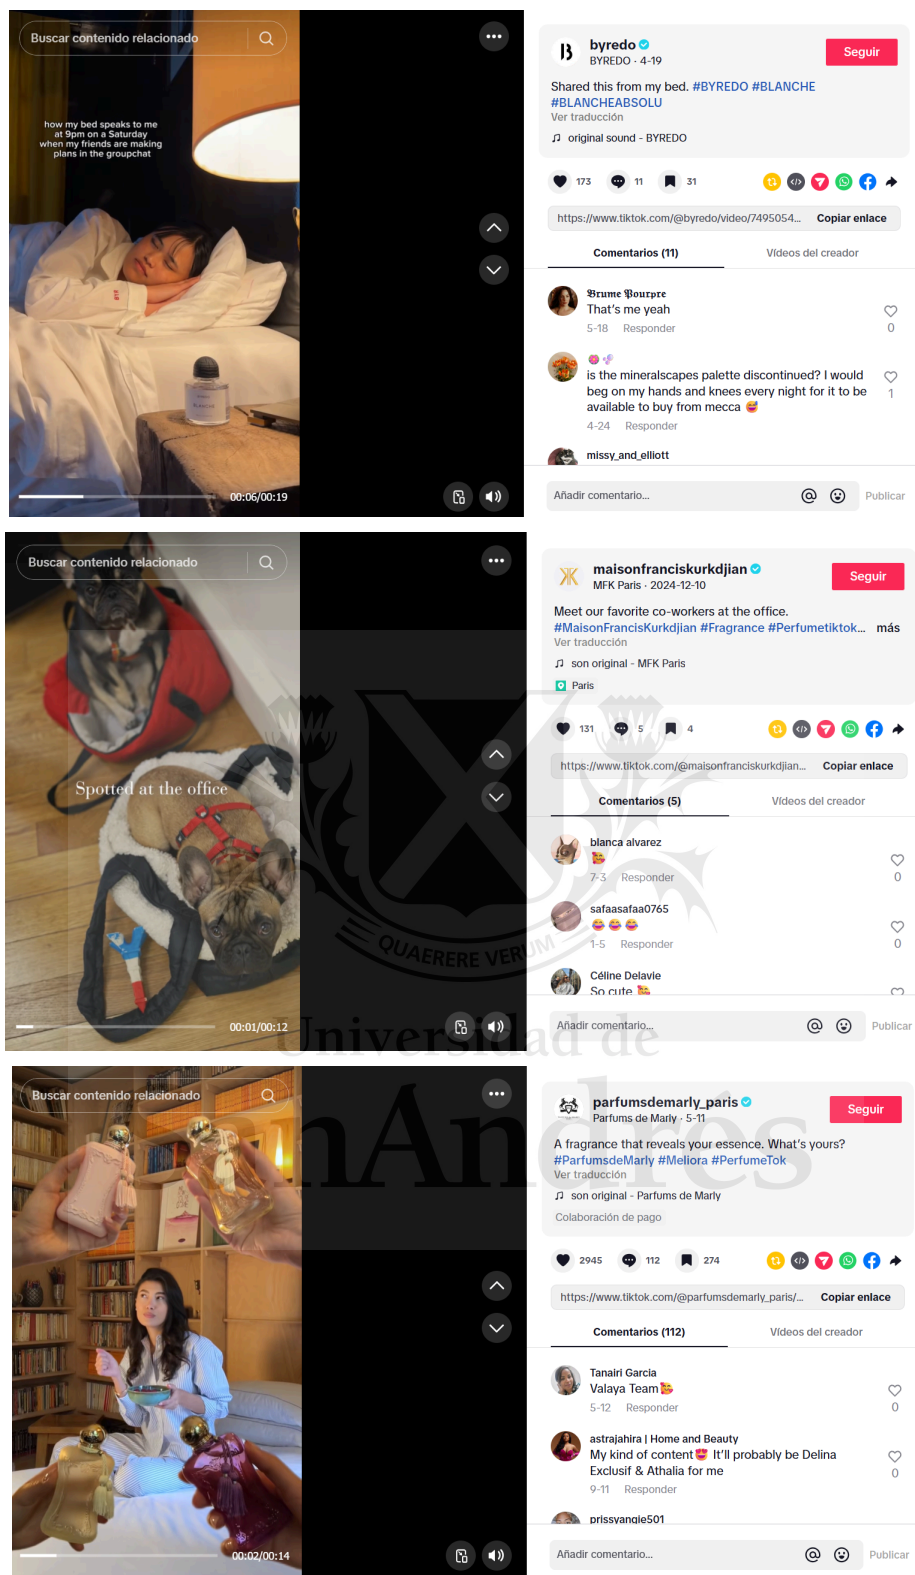 Buscar contenido relacionado
how my bed speaks to me
at 9pm on a Saturday
when my friends are making
plans in the groupchat
BLANCHE
00:06/00:19
byredo
BYREDO · 4-19
Seguir
Shared this from my bed. #BYREDO #BLANCHE
#BLANCHEABSOLU
Ver traducción
original sound - BYREDO
173
11
31
https://www.tiktok.com/@byredo/video/7495054...
Copiar enlace
Comentarios (11)
Vídeos del creador
𝕭𝖗𝖚𝖒𝖊 𝕻𝖔𝖚𝖗𝖕𝖗𝖊
That's me yeah
5-18 Responder
0
is the mineralscapes palette discontinued? I would
beg on my hands and knees every night for it to be
available to buy from mecca 😅
4-24 Responder
1
missy_and_elliott
Añadir comentario...
Publicar
Buscar contenido relacionado
Spotted at the office
00:01/00:12
maisonfranciskurkdjian
MFK Paris · 2024-12-10
Seguir
Meet our favorite co-workers at the office.
#MaisonFrancisKurkdjian #Fragrance #Perfumetiktok... más
Ver traducción
son original - MFK Paris
Paris
131
5
4
https://www.tiktok.com/@maisonfranciskurkdjian...
Copiar enlace
Comentarios (5)
Vídeos del creador
blanca alvarez
🥰
7-3 Responder
0
safaasafaa0765
😂😂😂
1-5 Responder
0
Céline Delavie
So cute 🥰
Añadir comentario...
Publicar
QUAERERE VERUM
Universidad de
SanAndrés
Buscar contenido relacionado
00:02/00:14
parfumsdemarly_paris
Parfums de Marly · 5-11
Seguir
A fragrance that reveals your essence. What's yours?
#ParfumsdeMarly #Meliora #PerfumeTok
Ver traducción
son original - Parfums de Marly
Colaboración de pago
2945
112
274
https://www.tiktok.com/@parfumsdemarly_paris/...
Copiar enlace
Comentarios (112)
Vídeos del creador
Tanairi Garcia
Valaya Team🥰
5-12 Responder
0
astrajahira | Home and Beauty
My kind of content😍 It'll probably be Delina
Exclusif & Athalia for me
9-11 Responder
0
prissyangie501
Añadir comentario...
Publicar